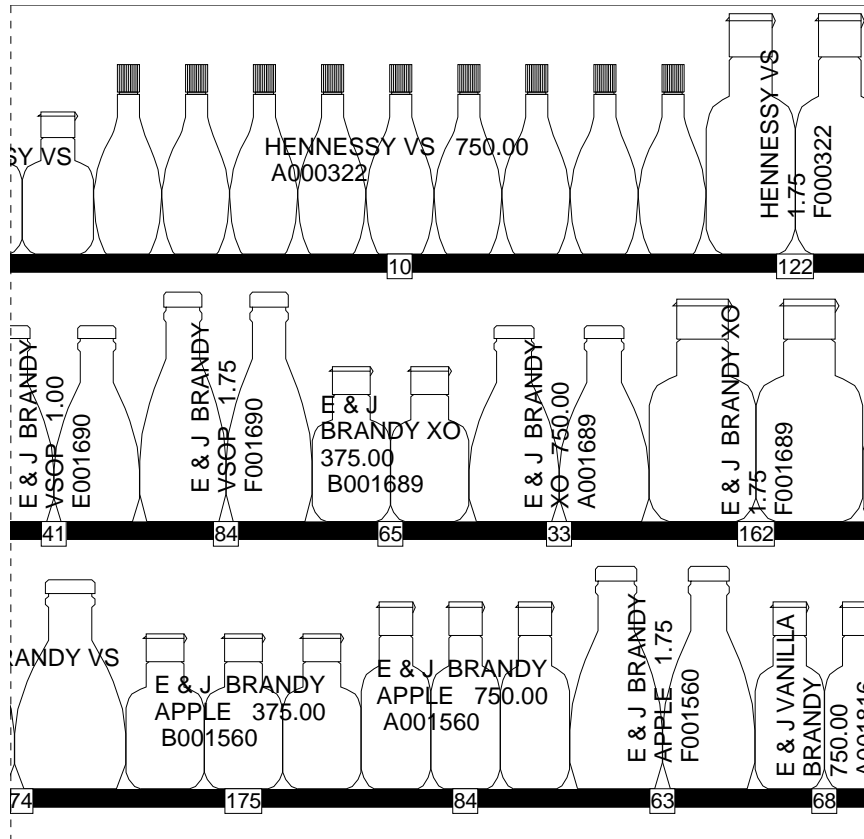 SY VS
HENNESSY VS 750.00
A000322
HENNESSY VS
1.75
F000322
10
122
E & J BRANDY
VSOP 1.00
E001690
E & J BRANDY
VSOP 1.75
F001690
E & J
BRANDY XO
375.00
B001689
E & J BRANDY
XO 750.00
A001689
E & J BRANDY XO
1.75
F001689
41
84
65
33
162
RANDY VS
E & J BRANDY
APPLE 375.00
B001560
E & J BRANDY
APPLE 750.00
A001560
E & J BRANDY
APPLE 1.75
F001560
E & J VANILLA
BRANDY
750.00
A001816
74
175
84
63
68